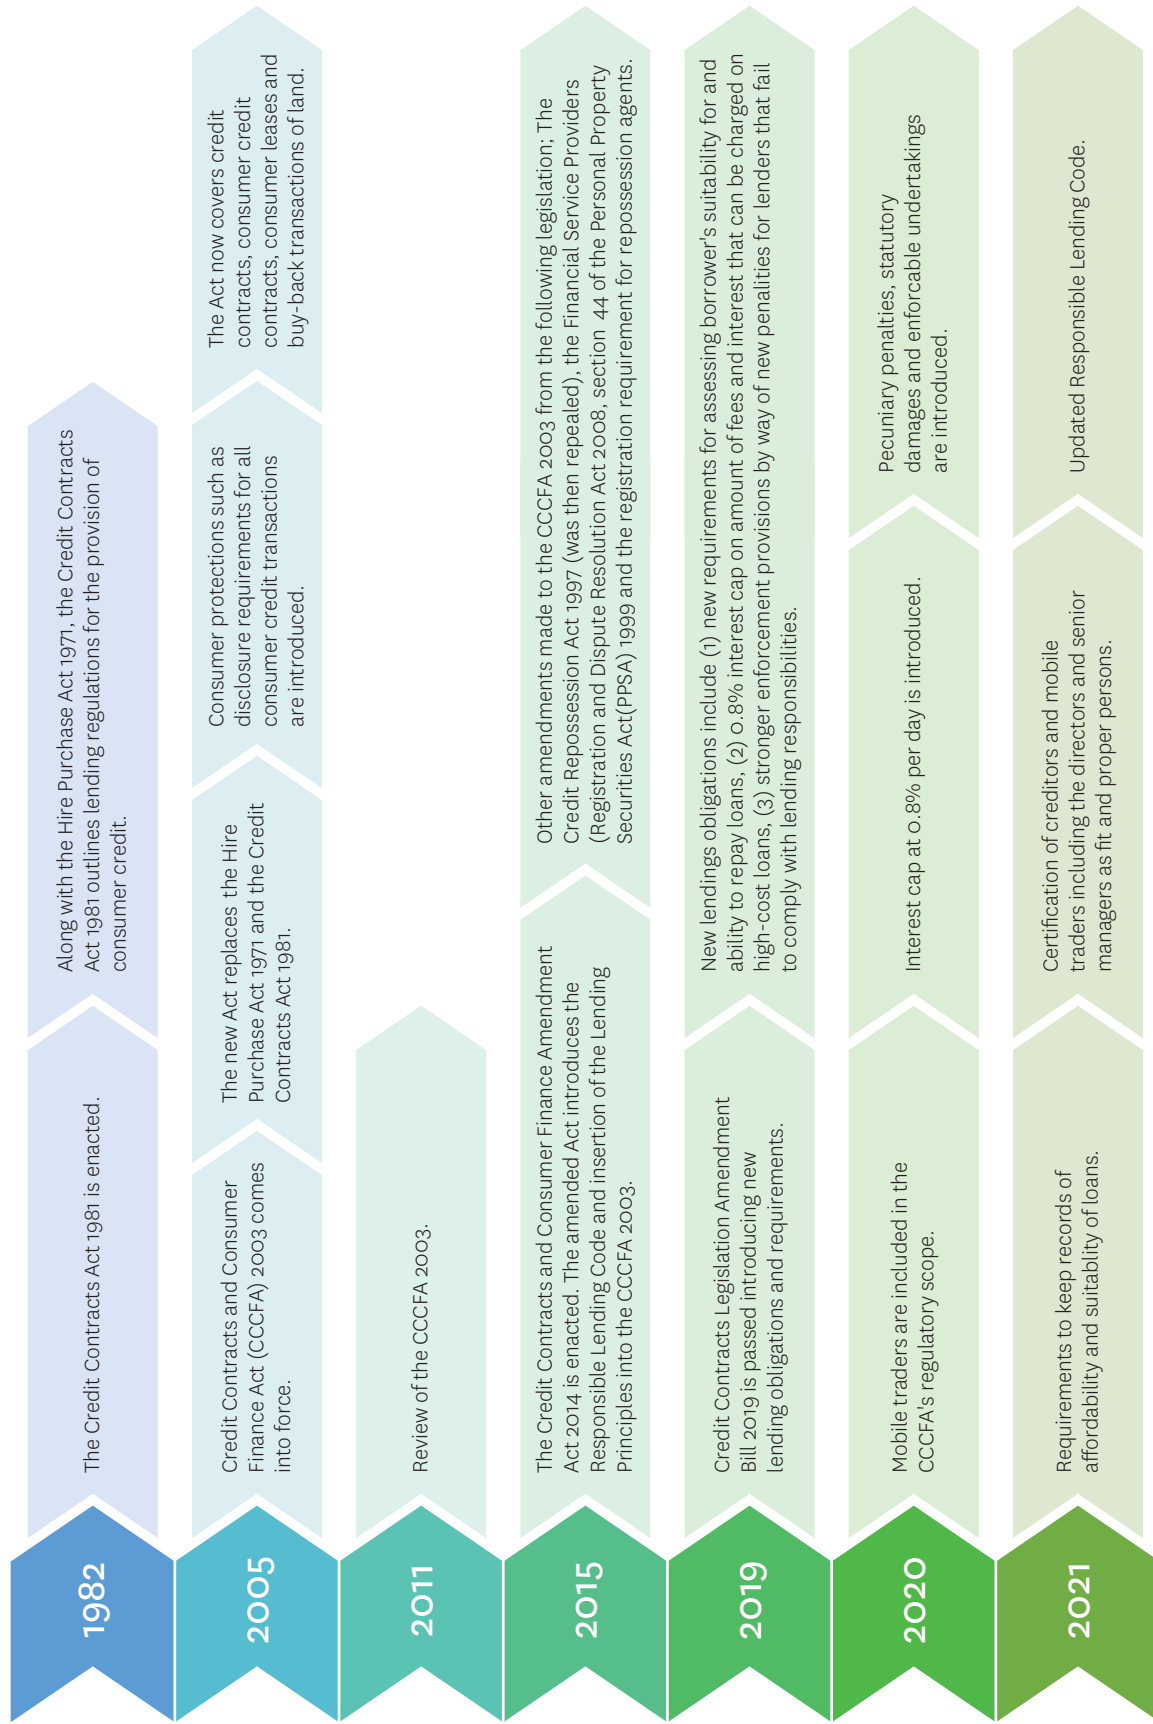 1982
The Credit Contracts Act 1981 is enacted.
Along with the Hire Purchase Act 1971, the Credit Contracts
Act 1981 outlines lending regulations for the provision of
consumer credit.
2005
Credit Contracts and Consumer
Finance Act (CCCFA) 2003 comes
into force.
The new Act replaces the Hire
Purchase Act 1971 and the Credit
Contracts Act 1981.
Consumer protections such as
disclosure requirements for all
consumer credit transactions
are introduced.
The Act now covers credit
contracts, consumer credit
contracts, consumer leases and
buy-back transactions of land.
2011
Review of the CCCFA 2003.
2015
The Credit Contracts and Consumer Finance Amendment
Act 2014 is enacted. The amended Act introduces the
Responsible Lending Code and insertion of the Lending
Principles into the CCCFA 2003.
Other amendments made to the CCCFA 2003 from the following legislation; The
Credit Repossession Act 1997 (was then repealed), the Financial Service Providers
(Registration and Dispute Resolution Act 2008, section 44 of the Personal Property
Securities Act(PPSA) 1999 and the registration requirement for repossession agents.
2019
Credit Contracts Legislation Amendment
Bill 2019 is passed introducing new
lending obligations and requirements.
New lendings obligations include (1) new requirements for assessing borrower's suitability for and
ability to repay loans, (2) 0.8% interest cap on amount of fees and interest that can be charged on
high-cost loans, (3) stronger enforcement provisions by way of new penalities for lenders that fail
to comply with lending responsibilities.
2020
Mobile traders are included in the
CCCFA's regulatory scope.
Interest cap at 0.8% per day is introduced.
Pecuniary penalties, statutory
damages and enforcable undertakings
are introduced.
2021
Requirements to keep records of
affordability and suitablity of loans.
Certification of creditors and mobile
traders including the directors and senior
managers as fit and proper persons.
Updated Responsible Lending Code.